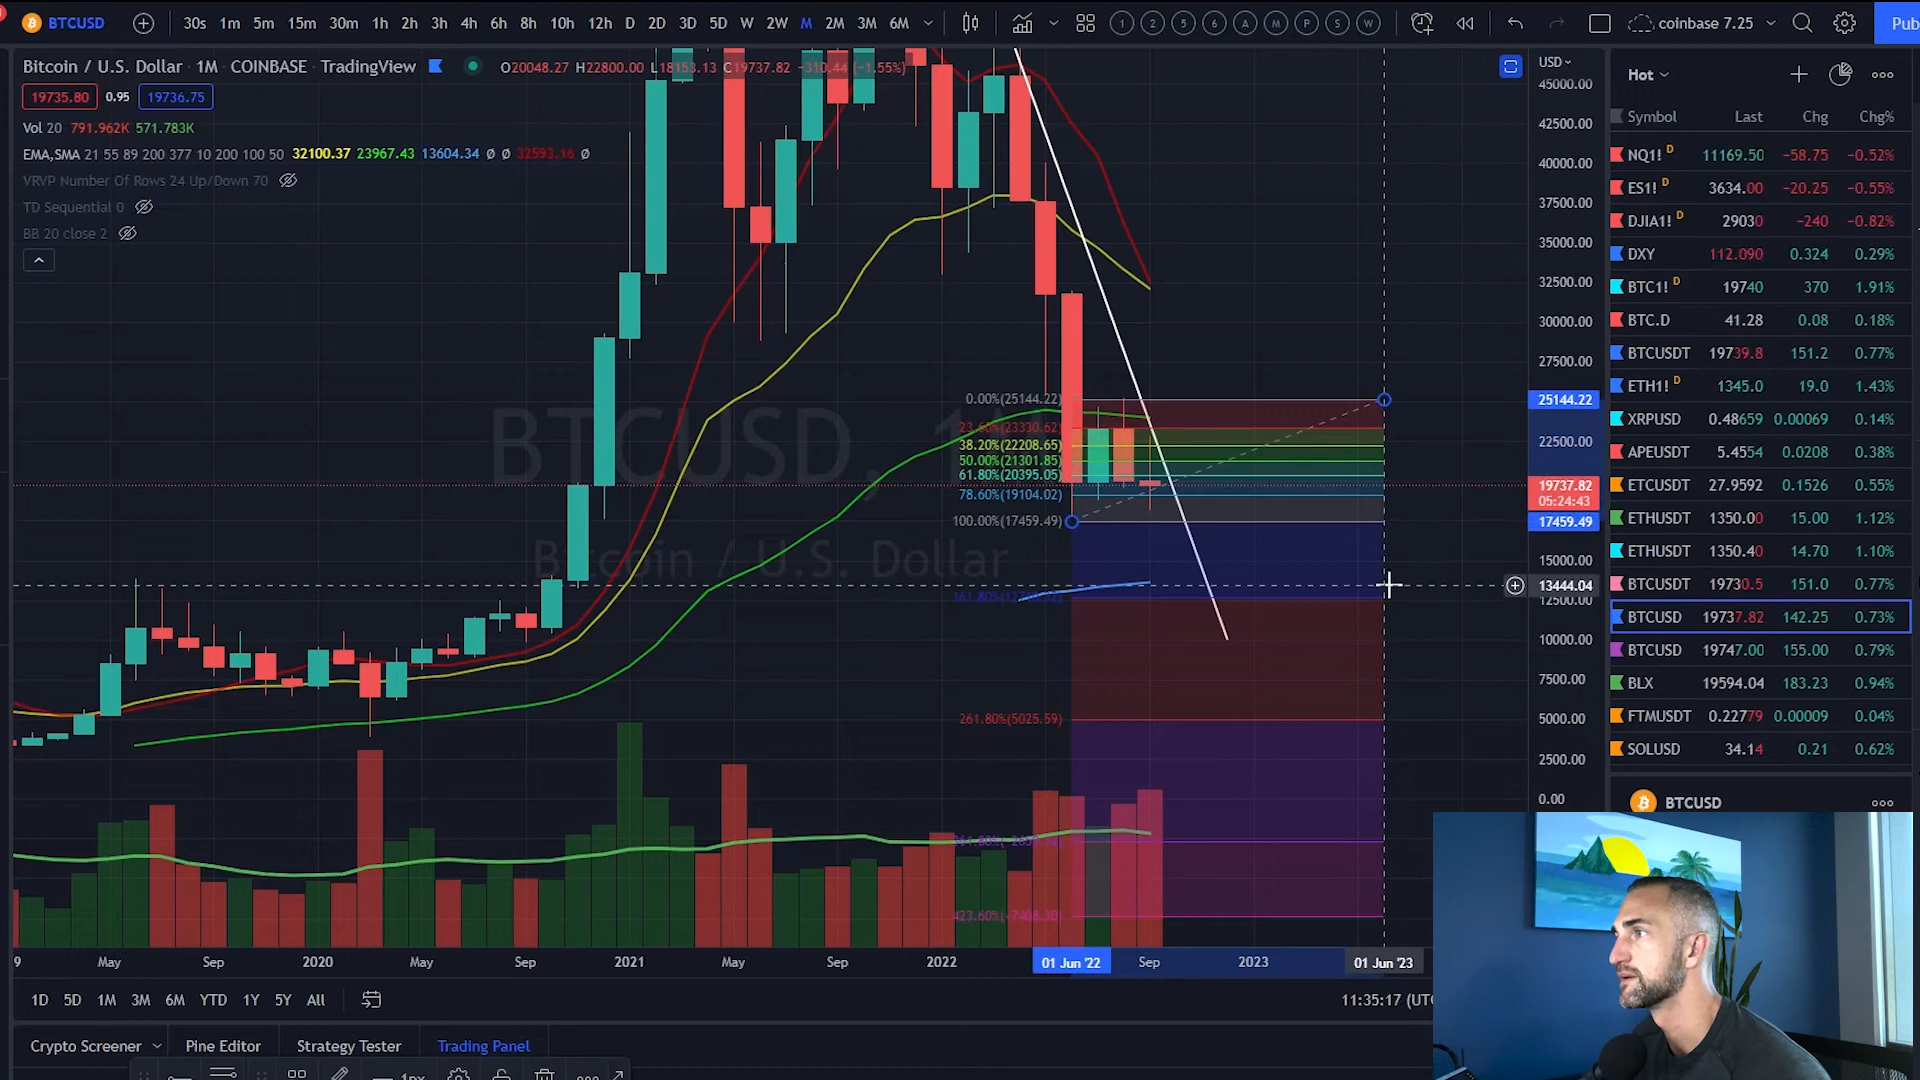 BTCUSD 30s 1m 5m 15m 30m 1h 2h 3h 4h 6h 8h 10h 12h D 2D 3D 5D W 2W M 2M 3M 6M 1 2 5 6 A M P S W coinbase 7.25 Pub
Bitcoin / U.S. Dollar · 1M · COINBASE · TradingView O20048.27 H22800.00 L18153.13 C19737.82 −310.44 (−1.55%)
19735.80 0.95 19736.75
Vol 20 791.962K 571.783K
EMA,SMA 21 55 89 200 377 10 200 100 50 32100.37 23967.43 13604.34 ø ø 32593.16 ø
VRVP Number Of Rows 24 Up/Down 70
TD Sequential 0
BB 20 close 2
BTCUSD, 1
Bitcoin / U.S. Dollar
0.00%(25144.22)
23.60%(23330.62)
38.20%(22208.65)
50.00%(21301.85)
61.80%(20395.05)
78.60%(19104.02)
100.00%(17459.49)
261.80%(5025.59)
423.60%(-7408.30)
USD
45000.00
42500.00
40000.00
37500.00
35000.00
32500.00
30000.00
27500.00
25144.22
22500.00
19737.82
05:24:43
17459.49
15000.00
13444.04
12500.00
10000.00
7500.00
5000.00
2500.00
0.00
9 May Sep 2020 May Sep 2021 May Sep 2022 01 Jun '22 Sep 2023 01 Jun '23
1D 5D 1M 3M 6M YTD 1Y 5Y All 11:35:17 (UTC
Crypto Screener Pine Editor Strategy Tester Trading Panel
1px
Hot
Symbol Last Chg Chg%
NQ1! D 11169.50 −58.75 −0.52%
ES1! D 3634.00 −20.25 −0.55%
DJIA1! D 29030 −240 −0.82%
DXY 112.090 0.324 0.29%
BTC1! D 19740 370 1.91%
BTC.D 41.28 0.08 0.18%
BTCUSDT 19739.8 151.2 0.77%
ETH1! D 1345.0 19.0 1.43%
XRPUSD 0.48659 0.00069 0.14%
APEUSDT 5.4554 0.0208 0.38%
ETCUSDT 27.9592 0.1526 0.55%
ETHUSDT 1350.00 15.00 1.12%
ETHUSDT 1350.40 14.70 1.10%
BTCUSDT 19730.5 151.0 0.77%
BTCUSD 19737.82 142.25 0.73%
BTCUSD 19747.00 155.00 0.79%
BLX 19594.04 183.23 0.94%
FTMUSDT 0.22779 0.00009 0.04%
SOLUSD 34.14 0.21 0.62%
BTCUSD